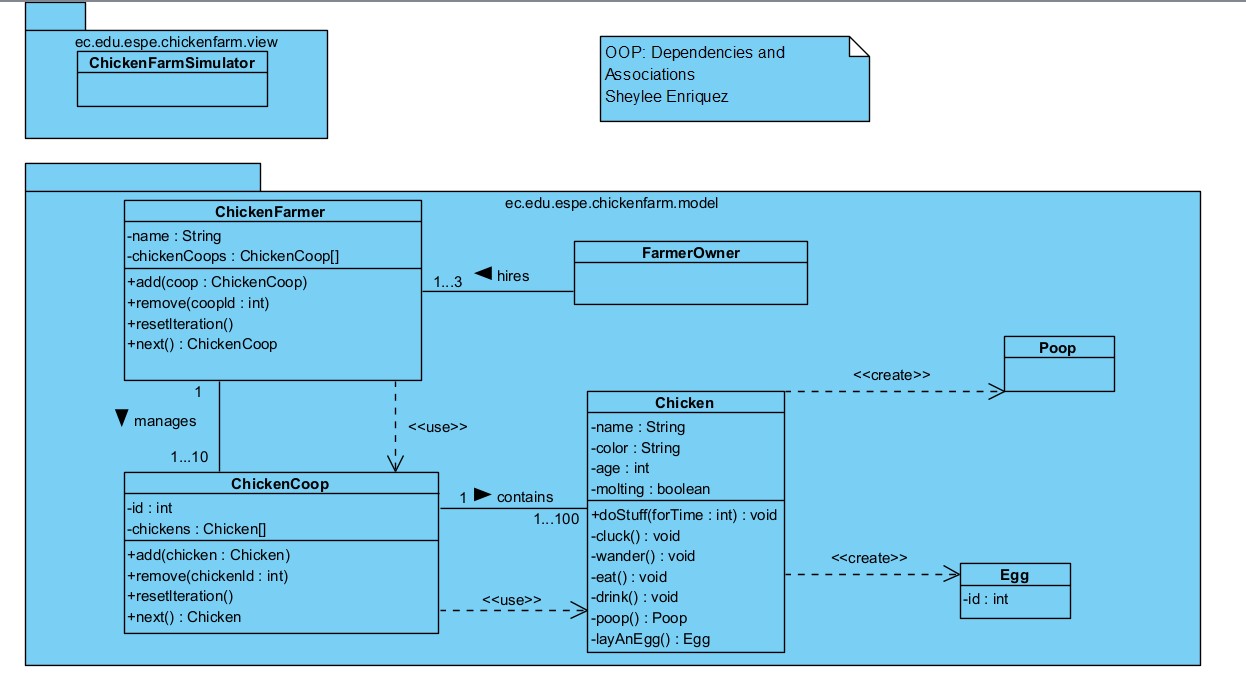 ec.edu.espe.chickenfarm.view
ChickenFarmSimulator
OOP: Dependencies and
Associations
Sheylee Enriquez
ec.edu.espe.chickenfarm.model
ChickenFarmer
-name : String
-chickenCoops : ChickenCoop[]
+add(coop : ChickenCoop)
+remove(coopId : int)
+resetIteration()
+next() : ChickenCoop
FarmerOwner
1...3
hires
Poop
<<create>>
1
manages
1...10
<<use>>
Chicken
-name : String
-color : String
-age : int
-molting : boolean
+doStuff(forTime : int) : void
-cluck() : void
-wander() : void
-eat() : void
-drink() : void
-poop() : Poop
-layAnEgg() : Egg
ChickenCoop
-id : int
-chickens : Chicken[]
+add(chicken : Chicken)
+remove(chickenId : int)
+resetIteration()
+next() : Chicken
1
contains
1...100
<<use>>
<<create>>
Egg
-id : int